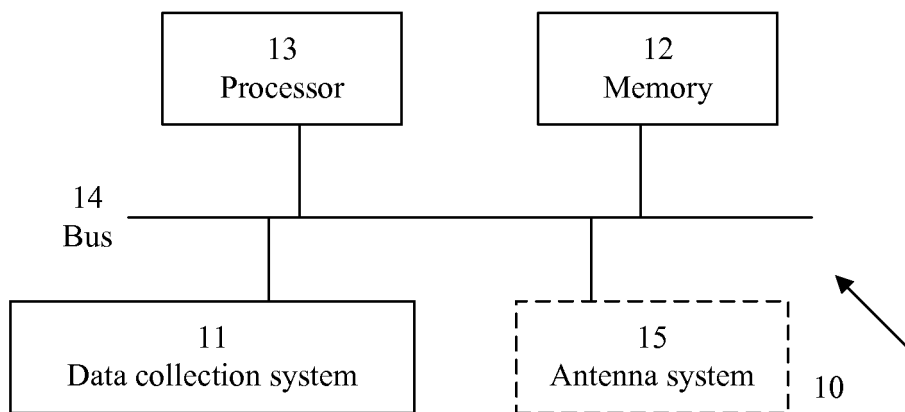 13
Processor
12
Memory
14
Bus
11
Data collection system
15
Antenna system
10